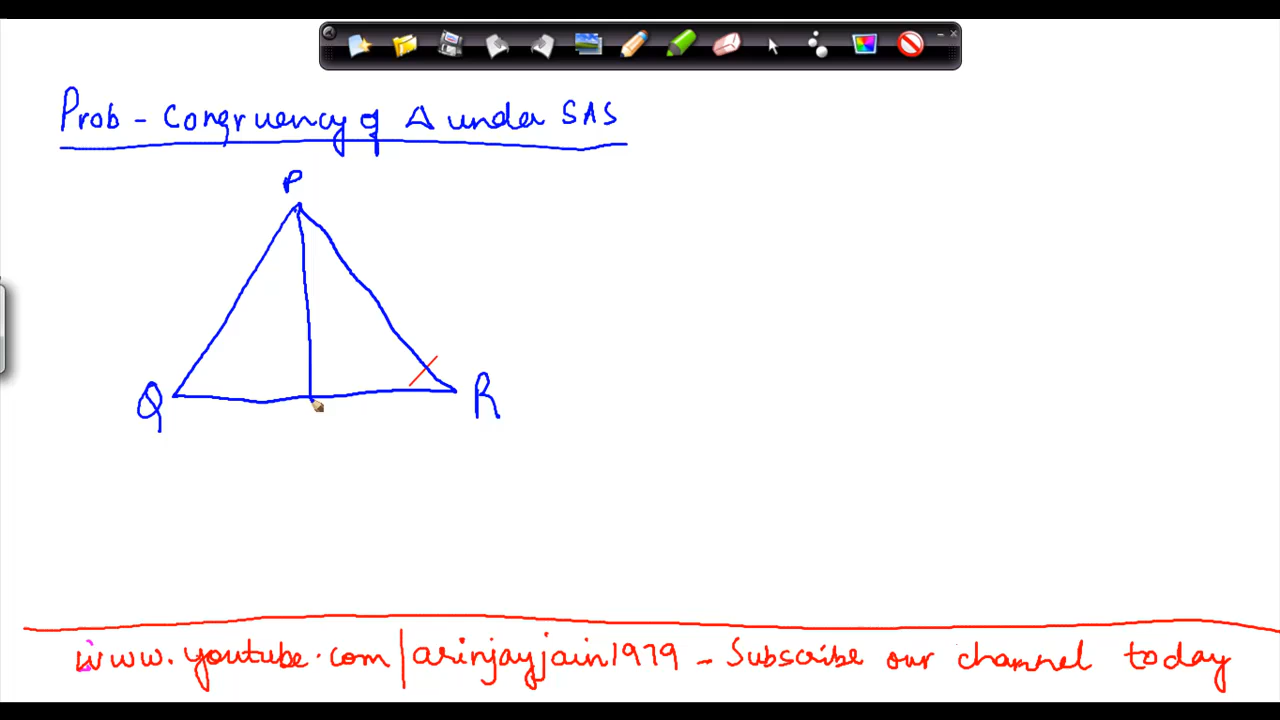 Prob - Congruency of Δ under SAS
P
Q
R
www.youtube.com/arinjayjain1979 - Subscribe our channel today